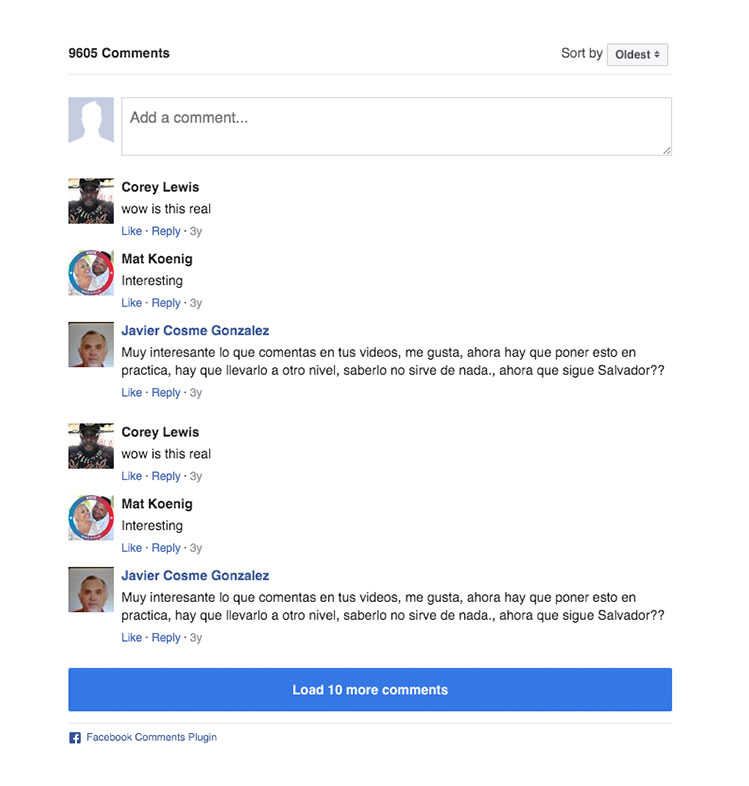 9605 Comments
Sort by Oldest
Add a comment...
Corey Lewis
wow is this real
Like · Reply · 3y
Mat Koenig
Interesting
Like · Reply · 3y
Javier Cosme Gonzalez
Muy interesante lo que comentas en tus videos, me gusta, ahora hay que poner esto en
practica, hay que llevarlo a otro nivel, saberlo no sirve de nada., ahora que sigue Salvador??
Like · Reply · 3y
Corey Lewis
wow is this real
Like · Reply · 3y
Mat Koenig
Interesting
Like · Reply · 3y
Javier Cosme Gonzalez
Muy interesante lo que comentas en tus videos, me gusta, ahora hay que poner esto en
practica, hay que llevarlo a otro nivel, saberlo no sirve de nada., ahora que sigue Salvador??
Like · Reply · 3y
Load 10 more comments
Facebook Comments Plugin